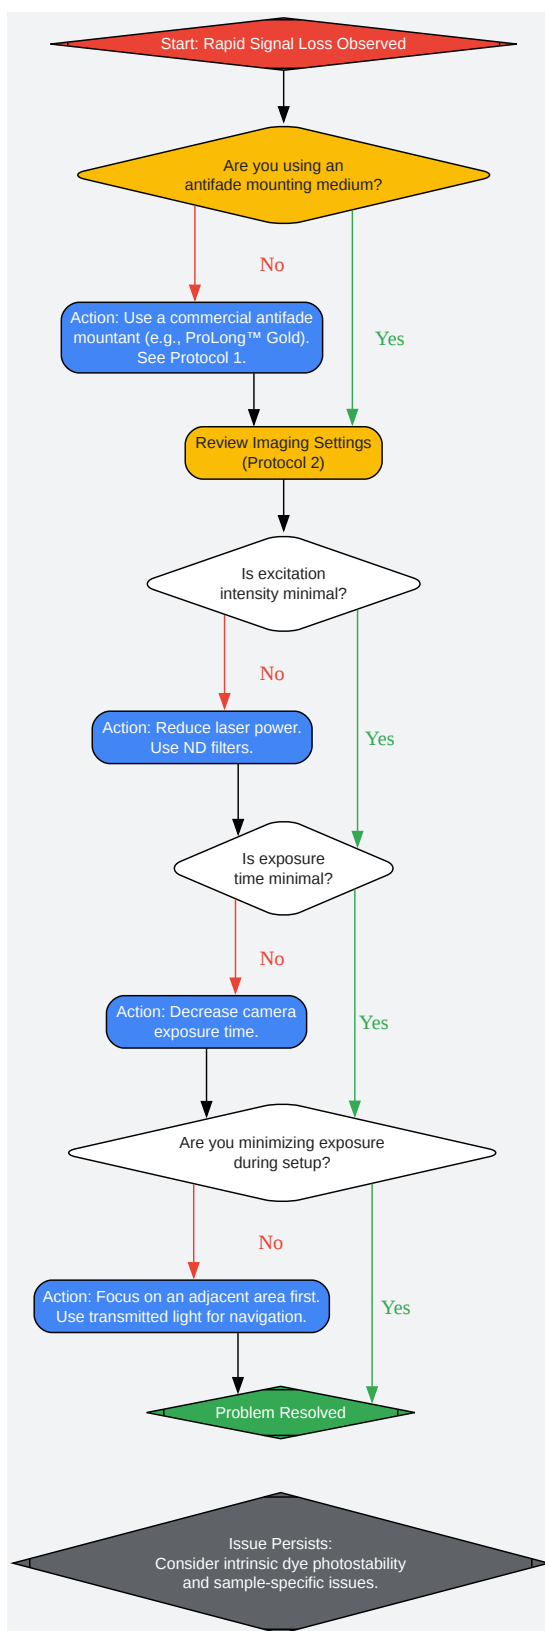 Start: Rapid Signal Loss Observed
Are you using an
antifade mounting medium?
No
Action: Use a commercial antifade
mountant (e.g., ProLong™ Gold).
See Protocol 1.
Yes
Review Imaging Settings
(Protocol 2)
Is excitation
intensity minimal?
No
Action: Reduce laser power.
Use ND filters.
Yes
Is exposure
time minimal?
No
Action: Decrease camera
exposure time.
Yes
Are you minimizing exposure
during setup?
No
Action: Focus on an adjacent area first.
Use transmitted light for navigation.
Yes
Problem Resolved
Issue Persists:
Consider intrinsic dye photostability
and sample-specific issues.